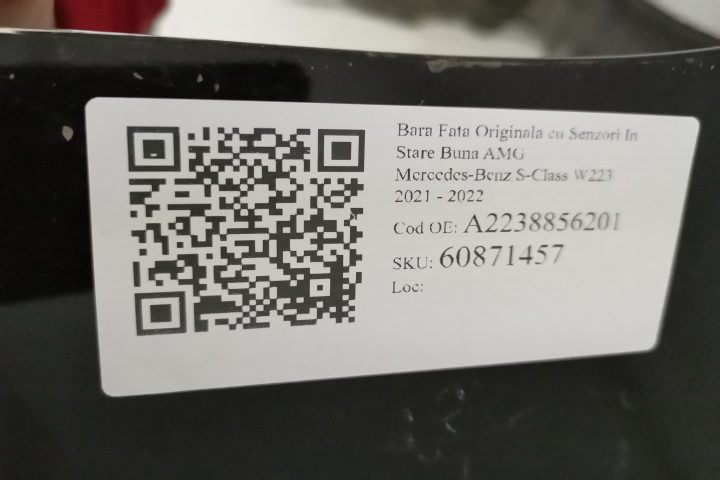 Bara Fata Originala cu Senzori In
Stare Buna AMG
Mercedes-Benz S-Class W223
2021 - 2022
Cod OE: A2238856201
SKU: 60871457
Loc: